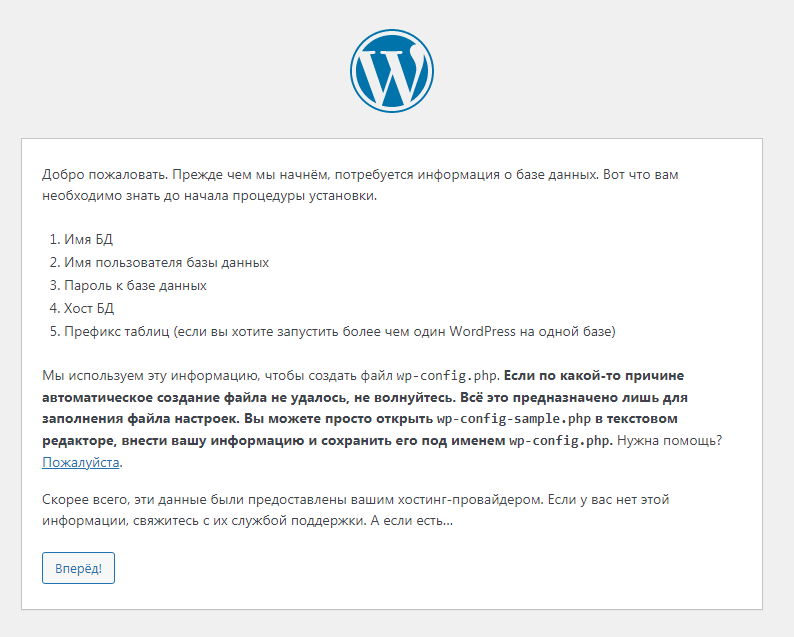 Добро пожаловать. Прежде чем мы начнём, потребуется информация о базе данных. Вот что вам
необходимо знать до начала процедуры установки.
1. Имя БД
2. Имя пользователя базы данных
3. Пароль к базе данных
4. Хост БД
5. Префикс таблиц (если вы хотите запустить более чем один WordPress на одной базе)
Мы используем эту информацию, чтобы создать файл wp-config.php. Если по какой-то причине
автоматическое создание файла не удалось, не волнуйтесь. Всё это предназначено лишь для
заполнения файла настроек. Вы можете просто открыть wp-config-sample.php в текстовом
редакторе, внести вашу информацию и сохранить его под именем wp-config.php. Нужна помощь?
Пожалуйста.
Скорее всего, эти данные были предоставлены вашим хостинг-провайдером. Если у вас нет этой
информации, свяжитесь с их службой поддержки. А если есть…
Вперёд!